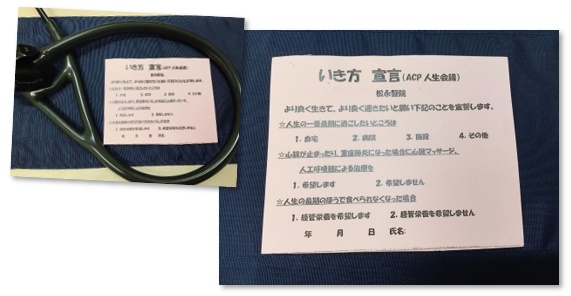 いき方 宣言(ACP 人生会議)
松永醫院
より良く生きて、より良く逝きたいと願い下記のことを宣誓します。
☆人生の一番最期に過ごしたいところは
1. 自宅 2. 病院 3. 施設 4. その他
☆心臓が止まったり、重症肺炎になった場合に心臓マッサージ、
人工呼吸器による治療を
1. 希望します 2. 希望しません
☆人生の最期のほうで食べられなくなった場合
1. 経管栄養を希望します 2. 経管栄養を希望しません
年 月 日 氏名: